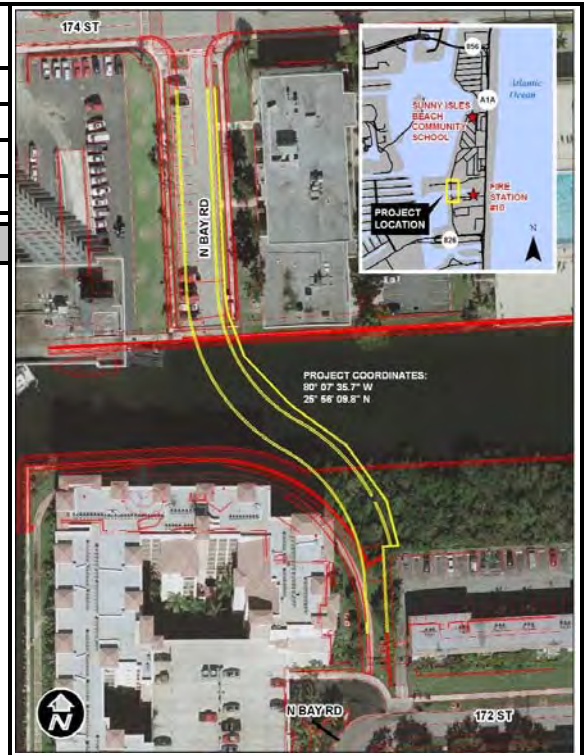 174 ST
856
Atlantic
Ocean
A1A
SUNNY ISLES
BEACH
COMMUNITY
SCHOOL
FIRE
STATION
#10
PROJECT
LOCATION
826
N
N BAY RD
PROJECT COORDINATES:
80° 07' 35.7" W
25° 56' 09.8" N
N BAY RD
172 ST
N